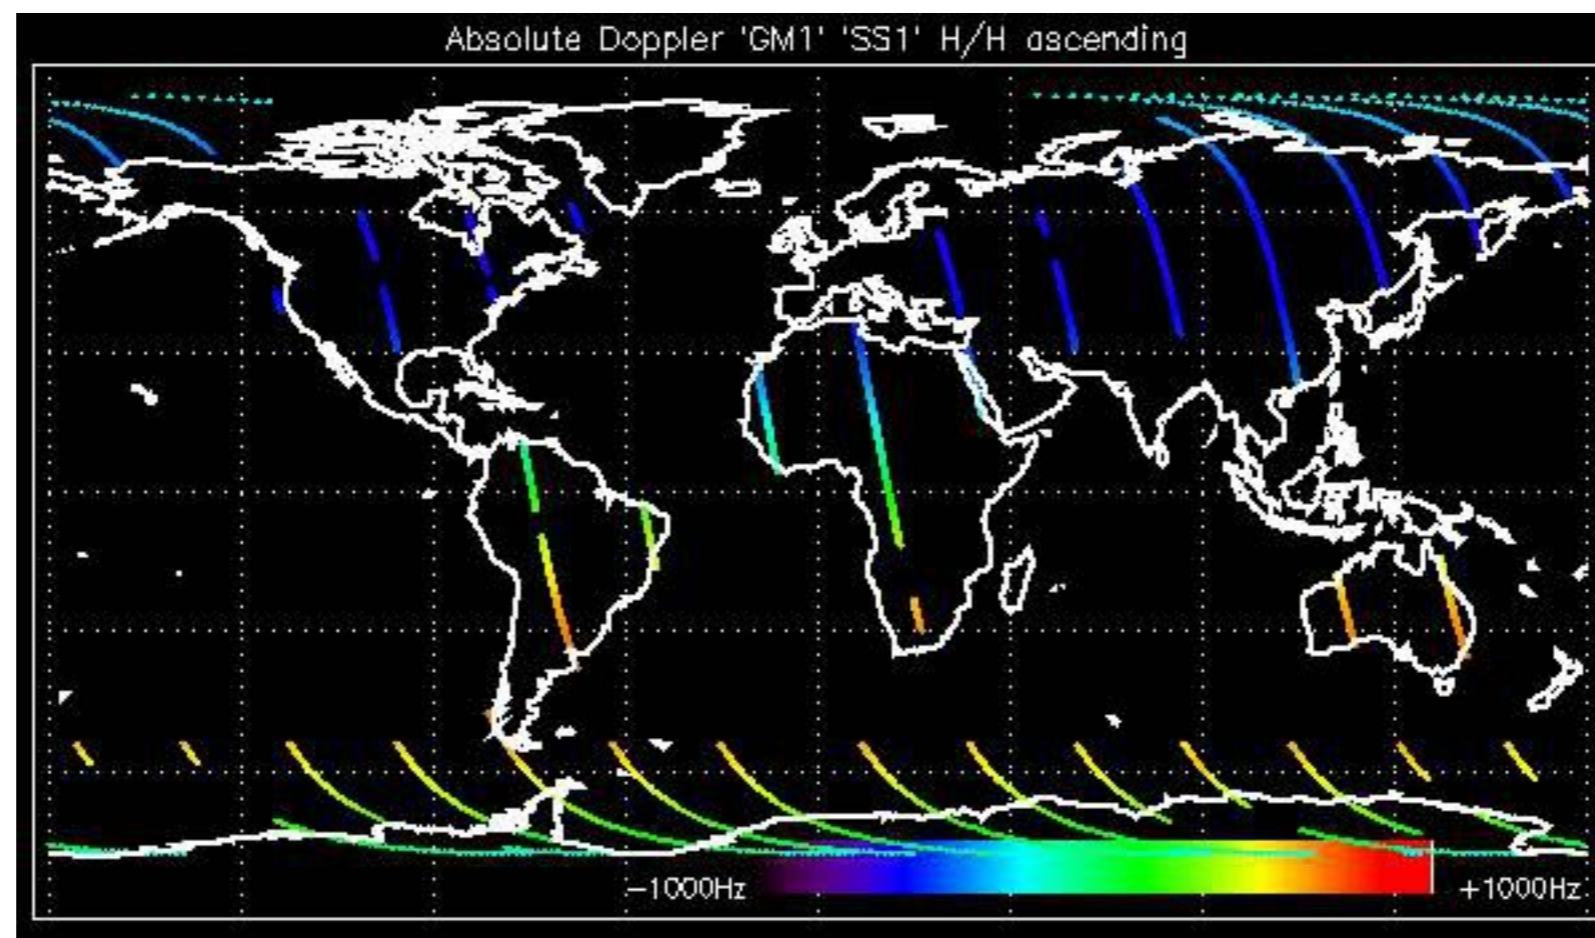 Absolute Doppler 'GM1' 'SS1' H/H ascending
-1000Hz
+1000Hz